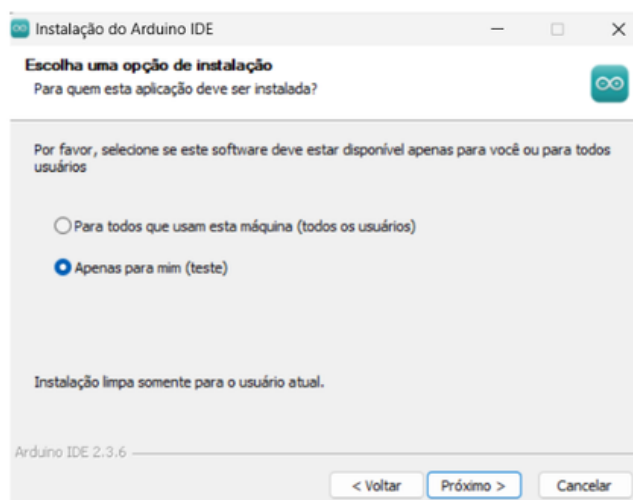 Instalação do Arduino IDE
Escolha uma opção de instalação
Para quem esta aplicação deve ser instalada?
Por favor, selecione se este software deve estar disponível apenas para você ou para todos
usuários
Para todos que usam esta máquina (todos os usuários)
Apenas para mim (teste)
Instalação limpa somente para o usuário atual.
Arduino IDE 2.3.6
< Voltar Próximo > Cancelar